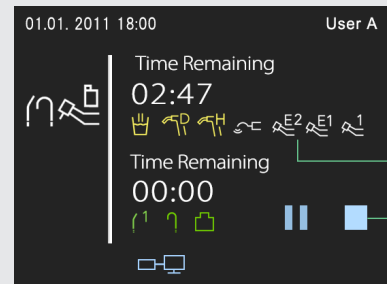 01.01. 2011 18:00 User A
Time Remaining
02:47
D H E2 E1 1
Time Remaining
00:00
1